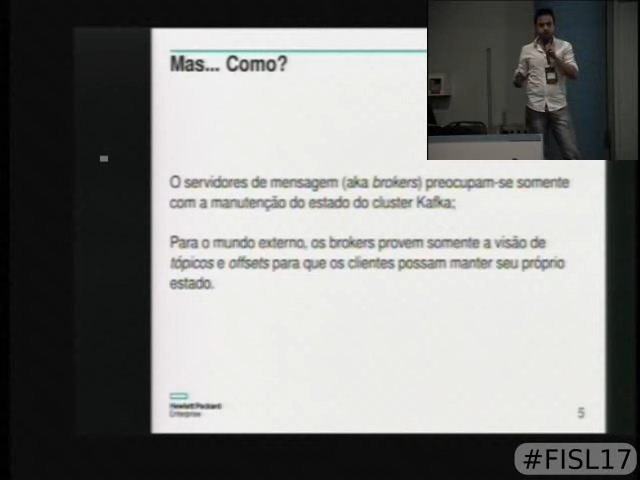 Mas... Como?
O servidores de mensagem (aka brokers) preocupam-se somente
com a manutenção do estado do cluster Kafka;
Para o mundo externo, os brokers provem somente a visão de
tópicos e offsets para que os clientes possam manter seu próprio
estado.
Hewlett Packard
Enterprise
5
#FISL17